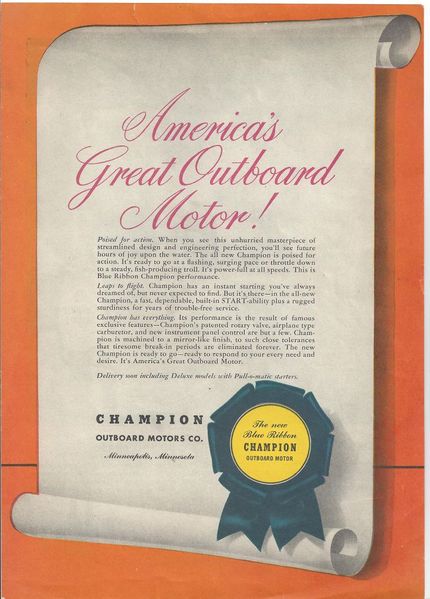 America's
Great Outboard
Motor!
Poised for action. When you see this unhurried masterpiece of
streamlined design and engineering perfection, you'll see future
hours of joy upon the water. The all new Champion is poised for
action. It's ready to go at a flashing, surging pace or throttle down
to a steady, fish-producing troll. It's power-full at all speeds. This is
Blue Ribbon Champion performance.
Leaps to flight. Champion has an instant starting you've always
dreamed of, but never expected to find. But it's there—in the all-new
Champion, a fast, dependable, built-in START-ability plus a rugged
sturdiness for years of trouble-free service.
Champion has everything. Its performance is the result of famous
exclusive features—Champion's patented rotary valve, airplane type
carburetor, and new instrument panel control are but a few. Cham-
pion is machined to a mirror-like finish, to such close tolerances
that tiresome break-in periods are eliminated forever. The new
Champion is ready to go—ready to respond to your every need and
desire. It's America's Great Outboard Motor.
Delivery soon including Deluxe models with Pull-o-matic starters.
CHAMPION
OUTBOARD MOTORS CO.
Minneapolis, Minnesota
The new
Blue Ribbon
CHAMPION
OUTBOARD MOTOR